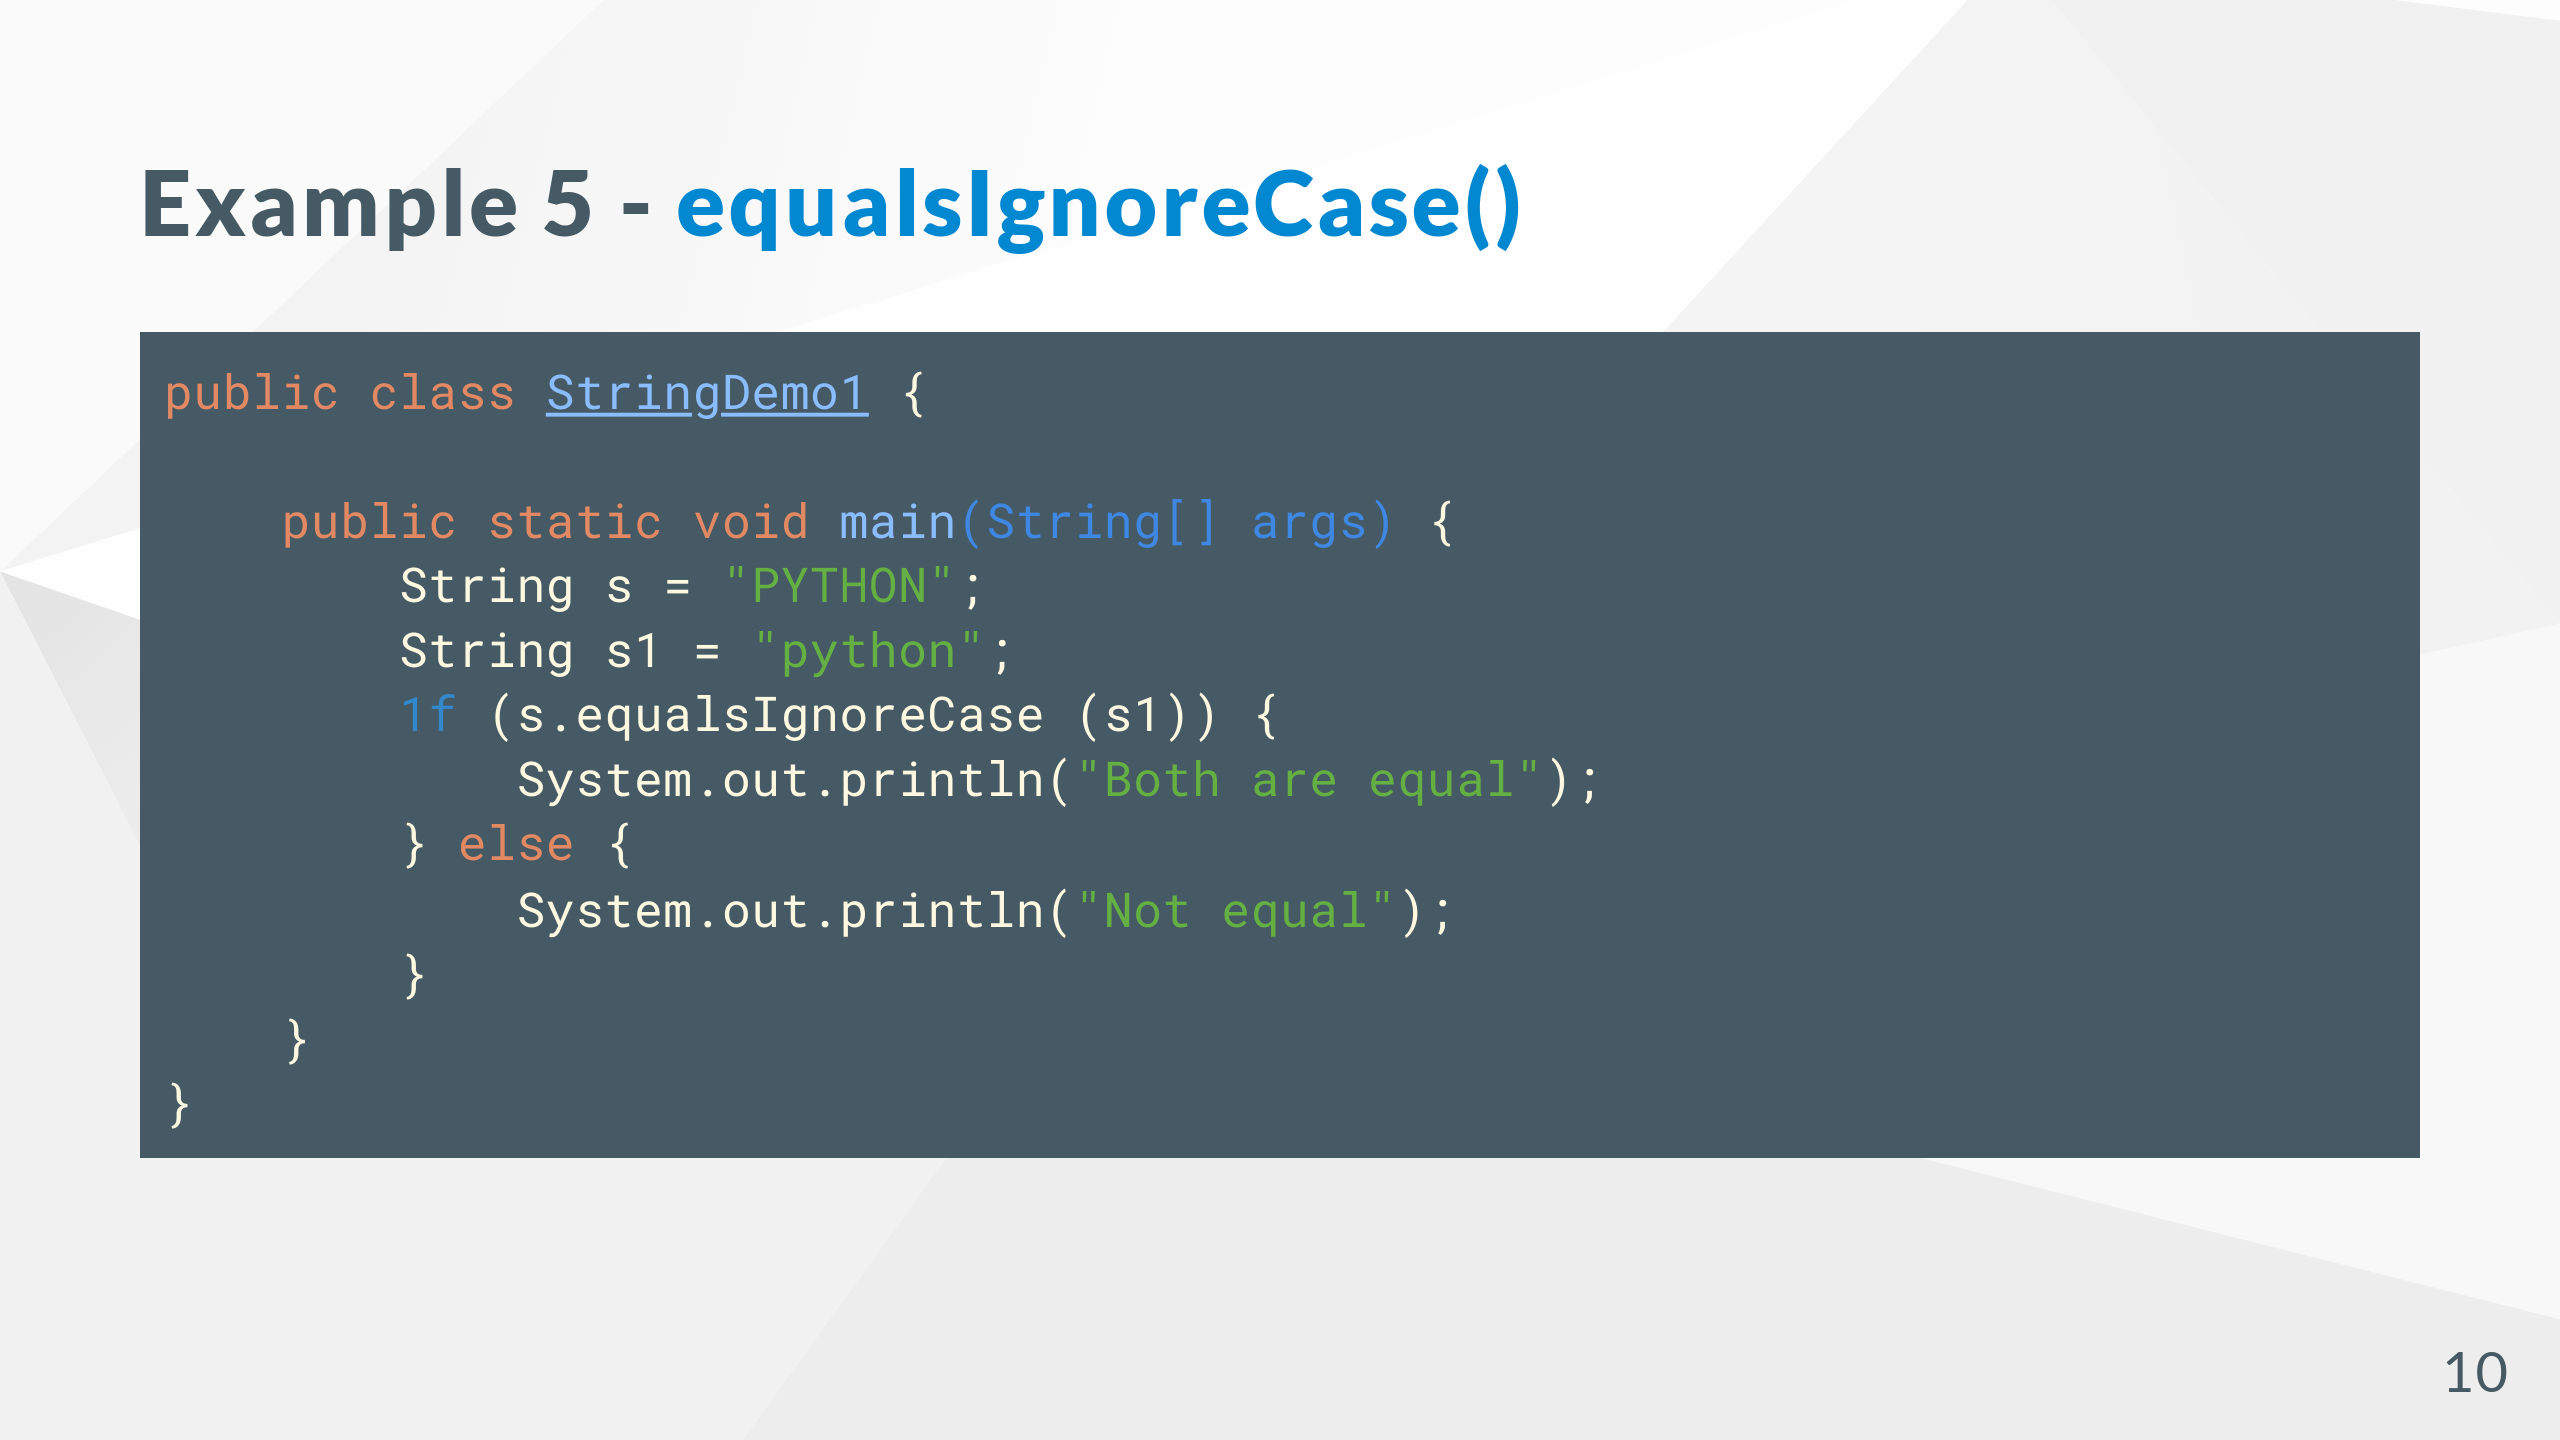 Example 5 - equalsIgnoreCase()
public class StringDemo1 {
    public static void main(String[] args) {
        String s = "PYTHON";
        String s1 = "python";
        1f (s.equalsIgnoreCase (s1)) {
            System.out.println("Both are equal");
        } else {
            System.out.println("Not equal");
        }
    }
}
10